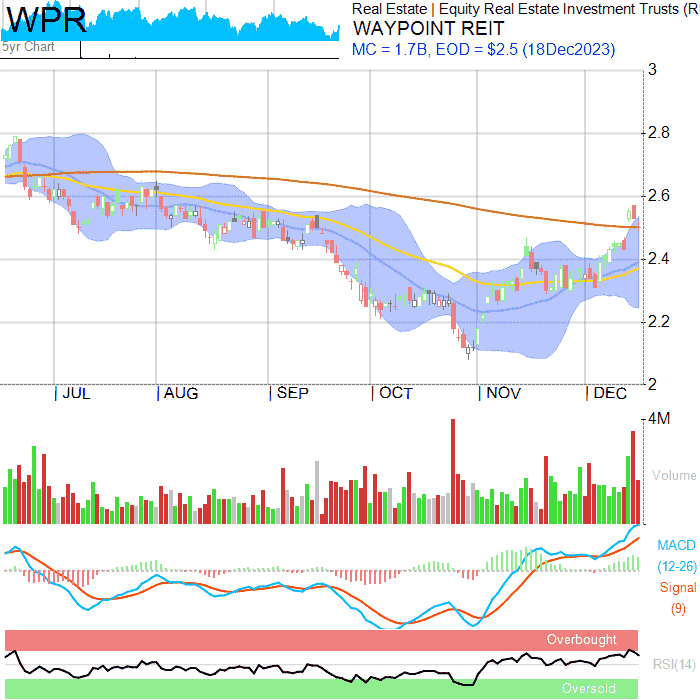 WPR
5yr Chart
Real Estate | Equity Real Estate Investment Trusts (R
WAYPOINT REIT
MC = 1.7B, EOD = $2.5 (18Dec2023)
3
2.8
2.6
2.4
2.2
2
JUL AUG SEP OCT NOV DEC
4M
Volume
MACD
(12-26)
Signal
(9)
Overbought
RSI(14)
Oversold